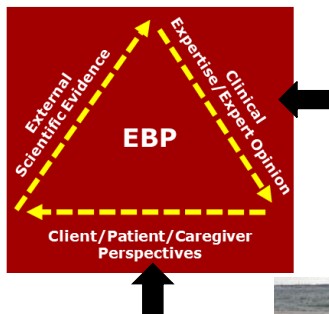 External
Scientific Evidence
Clinical
Expertise/Expert Opinion
EBP
Client/Patient/Caregiver
Perspectives